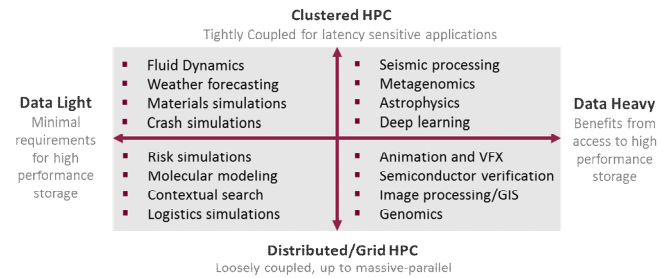 Clustered HPC
Tightly Coupled for latency sensitive applications
Fluid Dynamics
Weather forecasting
Materials simulations
Crash simulations
Seismic processing
Metagenomics
Astrophysics
Deep learning
Data Light
Minimal
requirements
for high
performance
storage
Data Heavy
Benefits from
access to high
performance
storage
Risk simulations
Molecular modeling
Contextual search
Logistics simulations
Animation and VFX
Semiconductor verification
Image processing/GIS
Genomics
Distributed/Grid HPC
Loosely coupled, up to massive-parallel